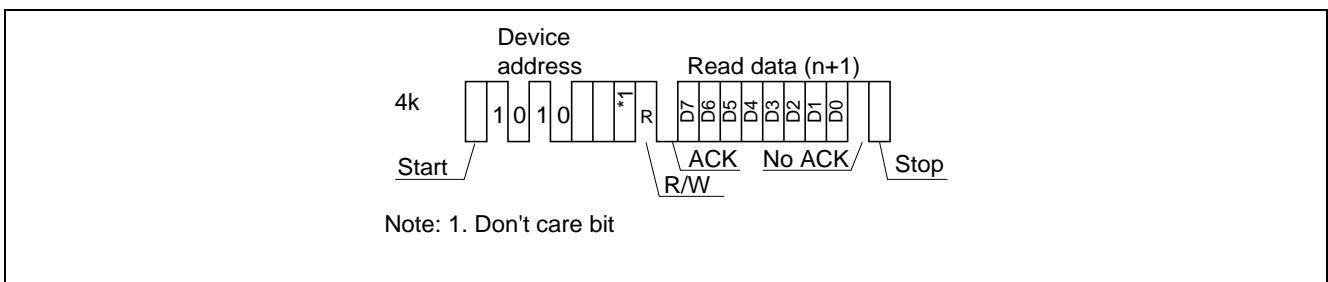 Device
address
Read data (n+1)
4k
1 0 1 0 *1 R D7 D6 D5 D4 D3 D2 D1 D0
ACK
No ACK
Start
Stop
R/W
Note: 1. Don't care bit